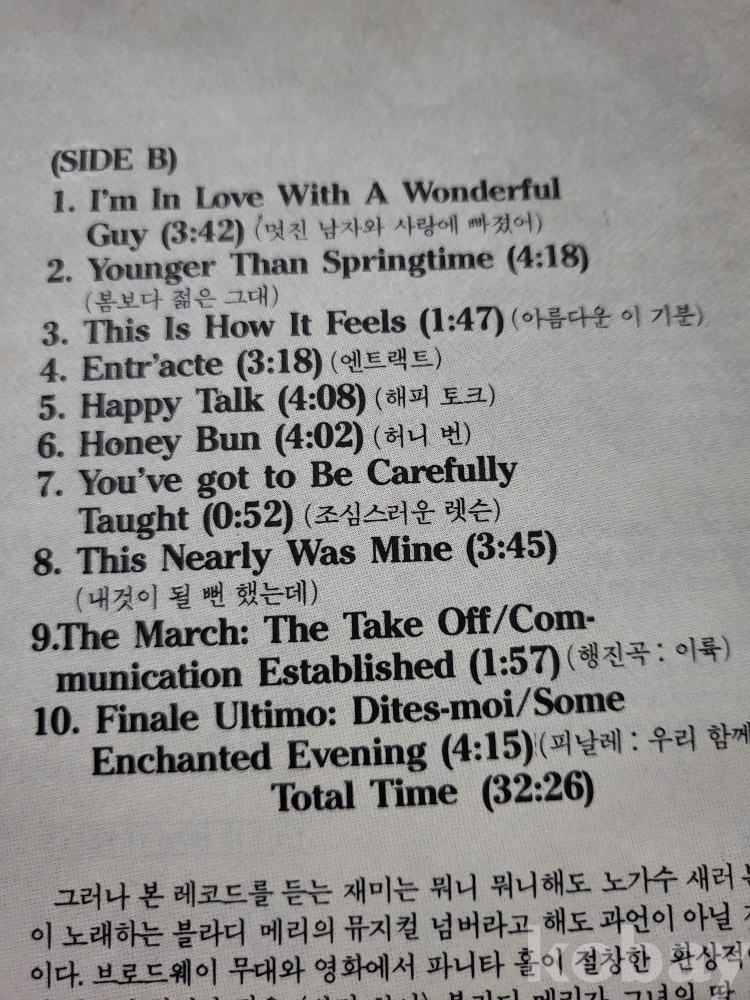 (SIDE B)
1. I'm In Love With A Wonderful
Guy (3:42) (멋진 남자와 사랑에 빠졌어)
2. Younger Than Springtime (4:18)
(봄보다 젊은 그대)
3. This Is How It Feels (1:47) (아름다운 이 기분)
4. Entr'acte (3:18) (엔트랙트)
5. Happy Talk (4:08) (해피 토크)
6. Honey Bun (4:02) (허니 번)
7. You've got to Be Carefully
Taught (0:52) (조심스러운 렛슨)
8. This Nearly Was Mine (3:45)
(내것이 될 뻔 했는데)
9.The March: The Take Off/Com-
munication Established (1:57) (행진곡 : 이륙)
10. Finale Ultimo: Dites-moi/Some
Enchanted Evening (4:15) (피날레 : 우리 함께
Total Time (32:26)
그러나 본 레코드를 듣는 재미는 뭐니 뭐니해도 노가수 새러
이 노래하는 블라디 메리의 뮤지컬 넘버라고 해도 과언이 아닐
이다. 브로드웨이 무대와 영화에서 파니타 홀이 절창한 환상적
블라디 메리가 그녀의 딸
kobay